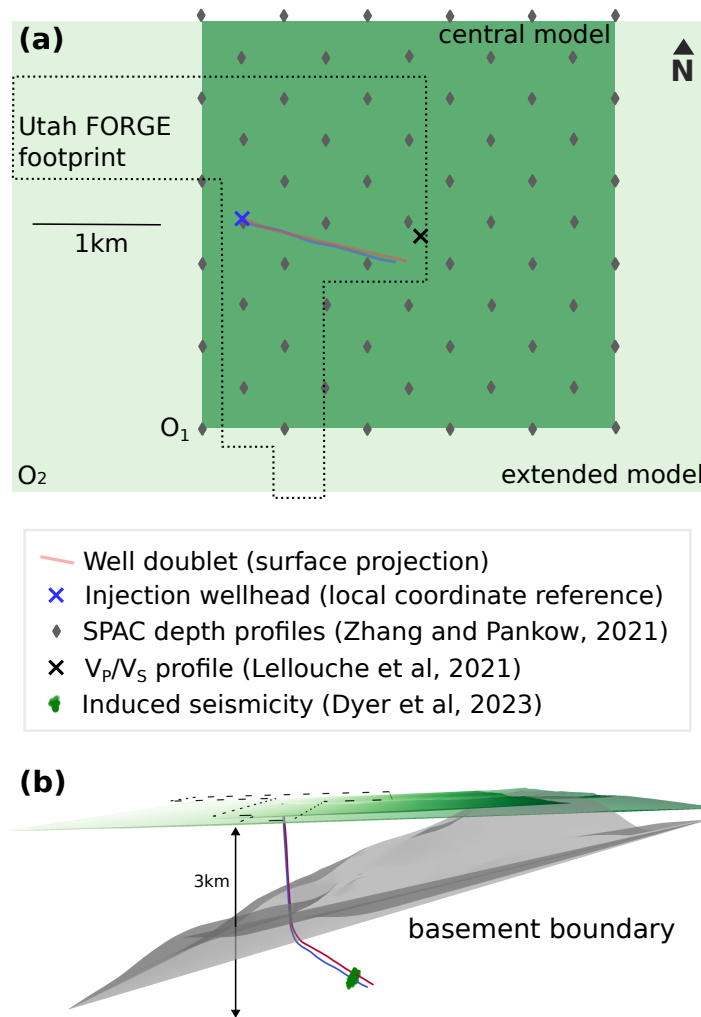 (a)
central model
N
Utah FORGE
footprint
1km
O₁
O₂
extended model
Well doublet (surface projection)
Injection wellhead (local coordinate reference)
SPAC depth profiles (Zhang and Pankow, 2021)
V_P/V_S profile (Lellouche et al, 2021)
Induced seismicity (Dyer et al, 2023)
(b)
3km
basement boundary